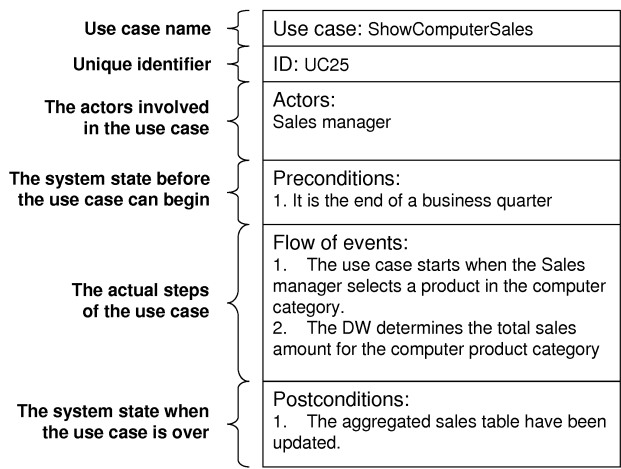 Use case name
Use case: ShowComputerSales
Unique identifier
ID: UC25
The actors involved
in the use case
Actors:
Sales manager
The system state before
the use case can begin
Preconditions:
1. It is the end of a business quarter
The actual steps
of the use case
Flow of events:
1. The use case starts when the Sales
manager selects a product in the computer
category.
2. The DW determines the total sales
amount for the computer product category
The system state when
the use case is over
Postconditions:
1. The aggregated sales table have been
updated.